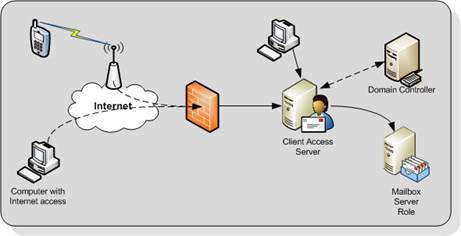 Internet
Domain Controller
Client Access
Server
Computer with
Internet access
Mailbox
Server
Role